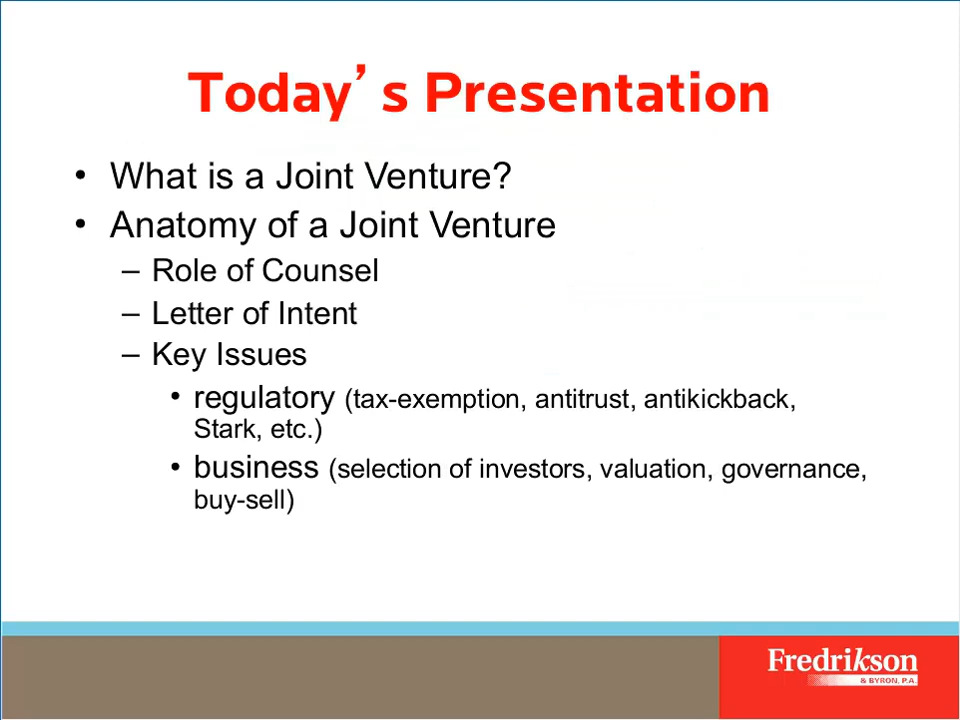 Today’s Presentation
• What is a Joint Venture?
• Anatomy of a Joint Venture
– Role of Counsel
– Letter of Intent
– Key Issues
• regulatory (tax-exemption, antitrust, antikickback,
Stark, etc.)
• business (selection of investors, valuation, governance,
buy-sell)
Fredrikson
& BYRON, P.A.